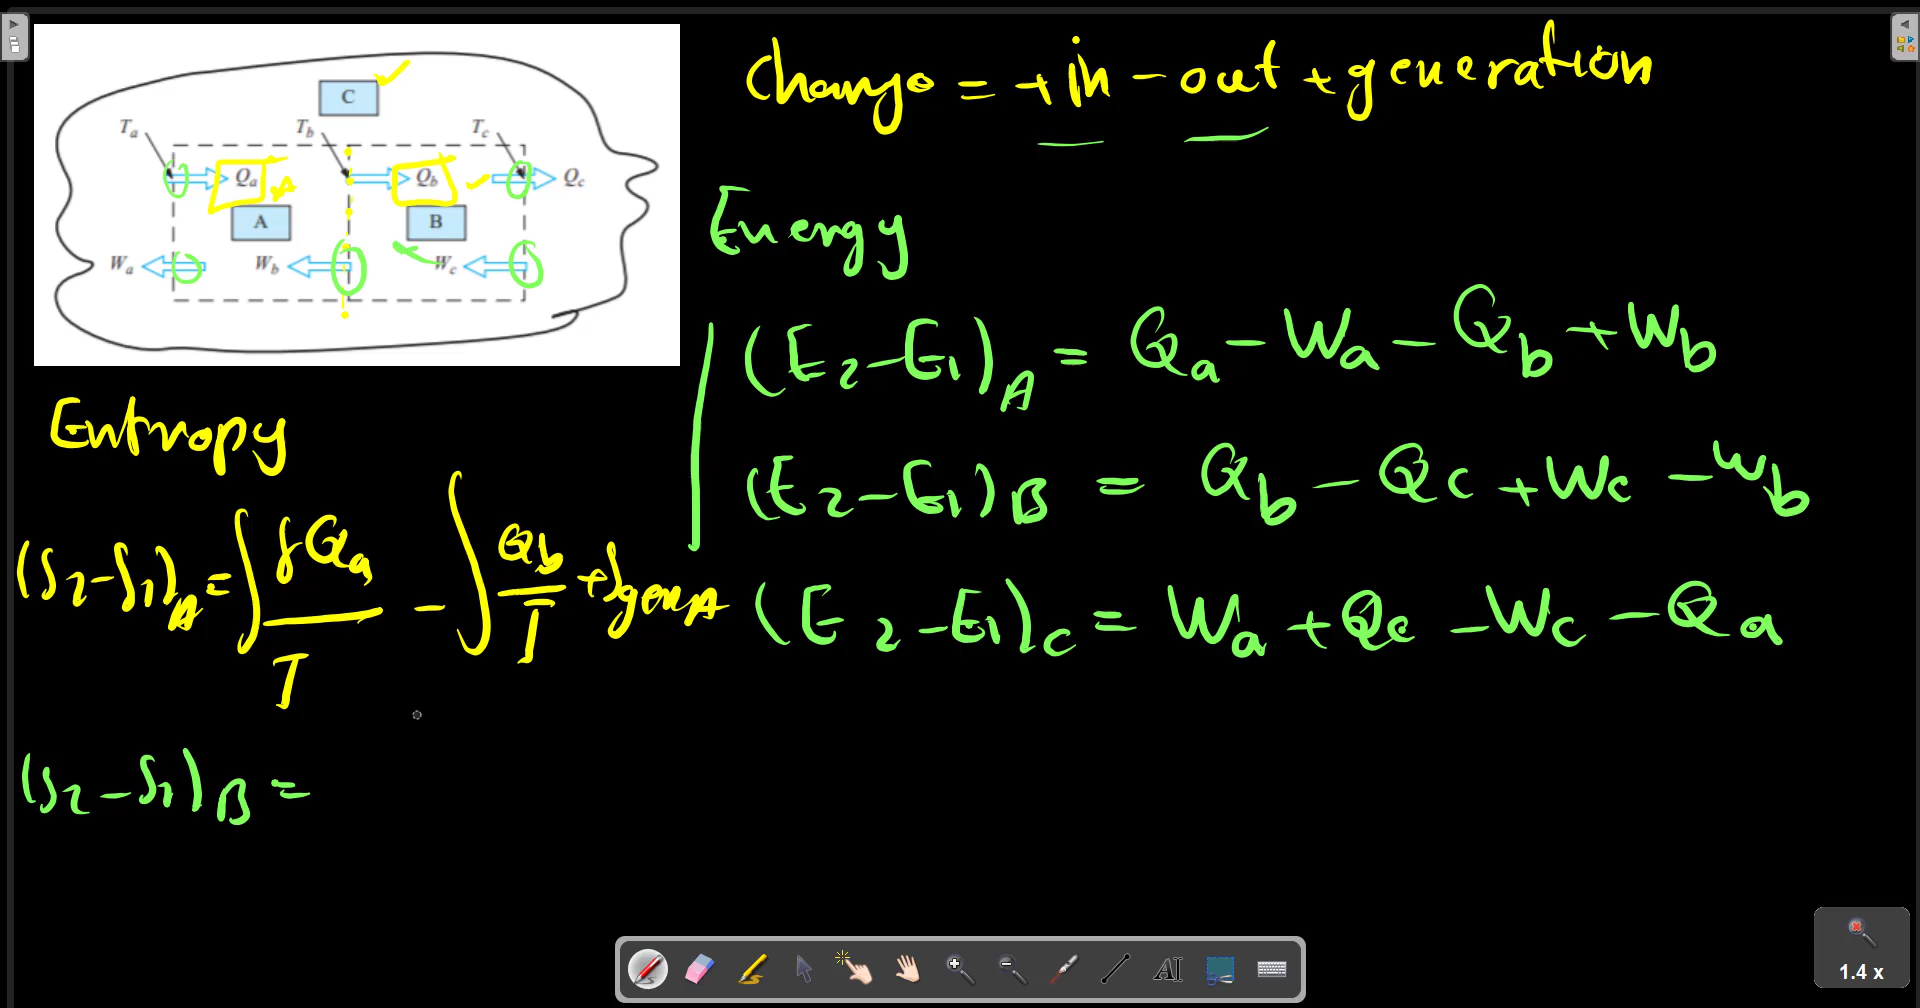 Change = + in - out + generation
C
Ta Tb Tc
Qa Qb Qc
A B
Wa Wb Wc
Energy
(E2 - E1)A = Qa - Wa - Qb + Wb
(E2 - E1)B = Qb - Qc + Wc - Wb
(E2 - E1)C = Wa + Qc - Wc - Qa
Entropy
(S2 - S1)A = ∫ δQa / T - ∫ Qb / T + Sgen A
(S2 - S1)B =
AI
1.4 x